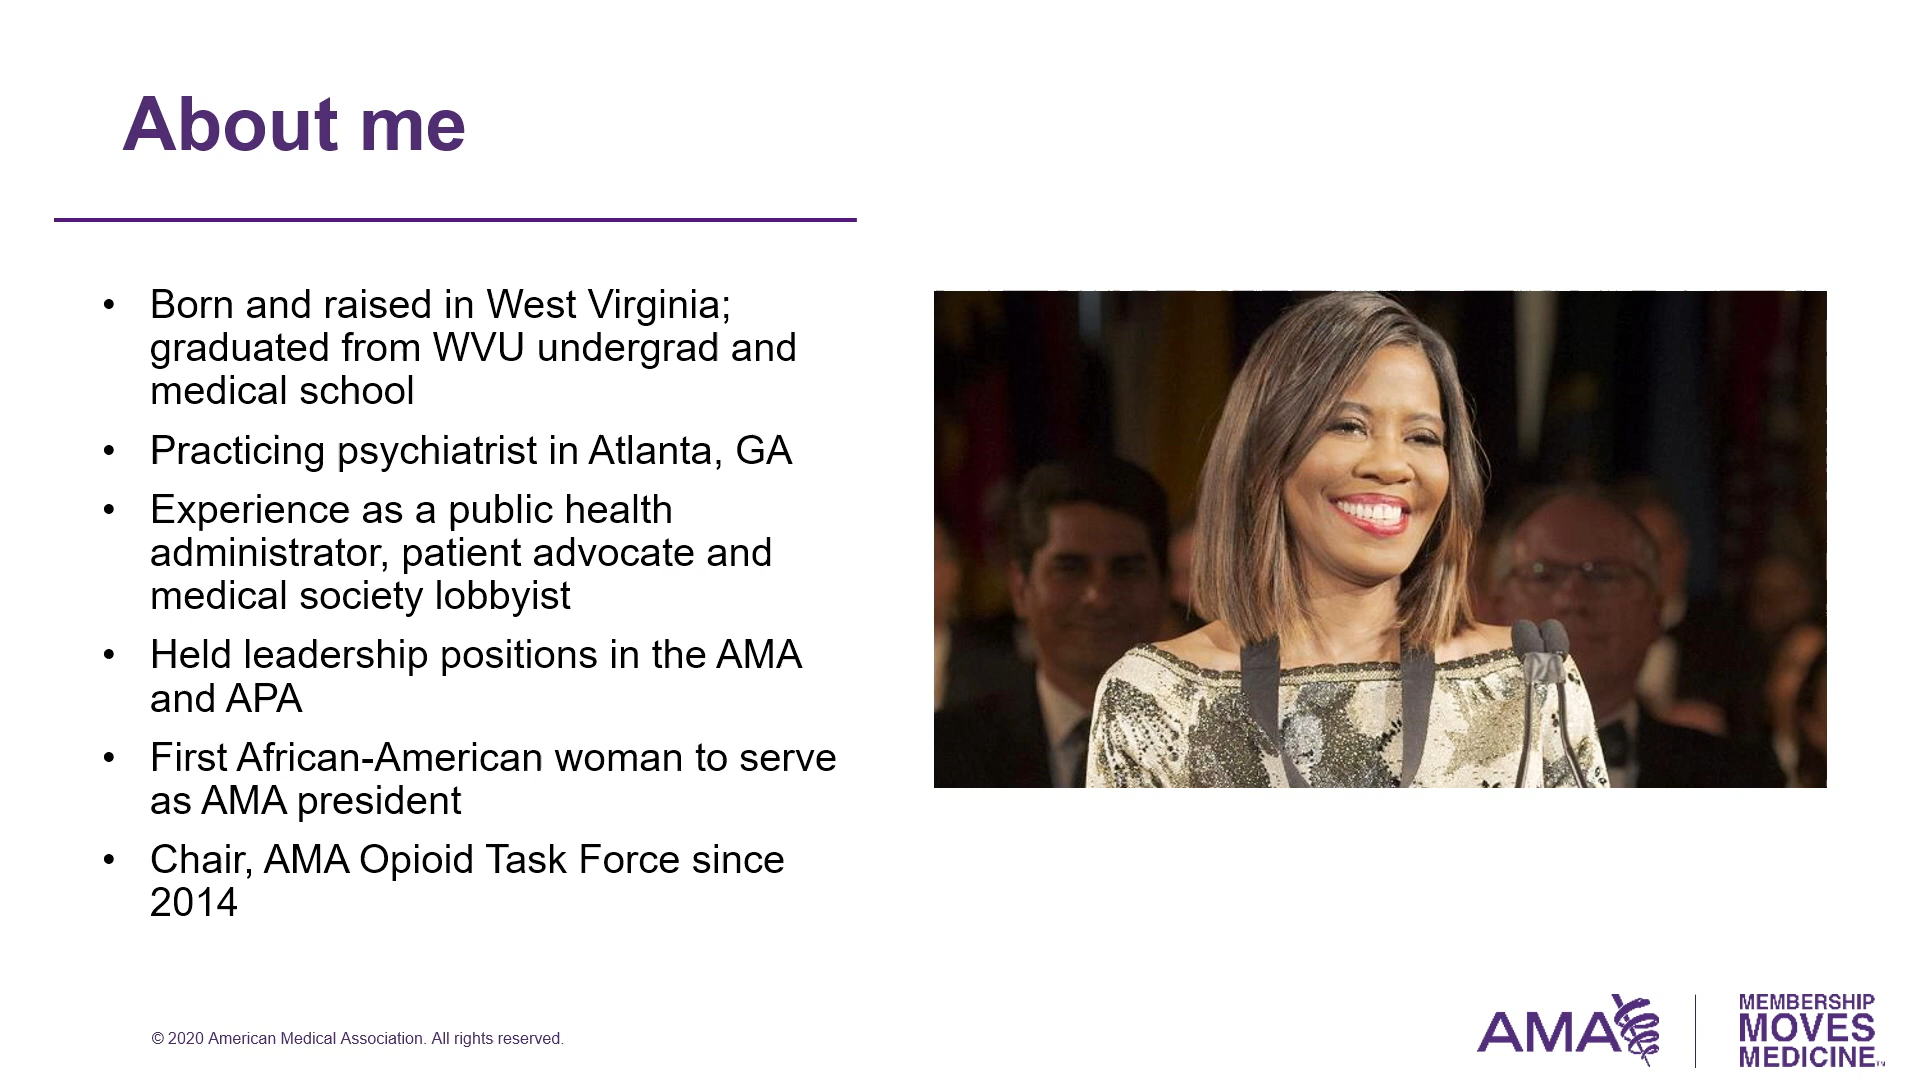 About me
• Born and raised in West Virginia;
graduated from WVU undergrad and
medical school
• Practicing psychiatrist in Atlanta, GA
• Experience as a public health
administrator, patient advocate and
medical society lobbyist
• Held leadership positions in the AMA
and APA
• First African-American woman to serve
as AMA president
• Chair, AMA Opioid Task Force since
2014
© 2020 American Medical Association. All rights reserved.
AMA
MEMBERSHIP
MOVES
MEDICINE™